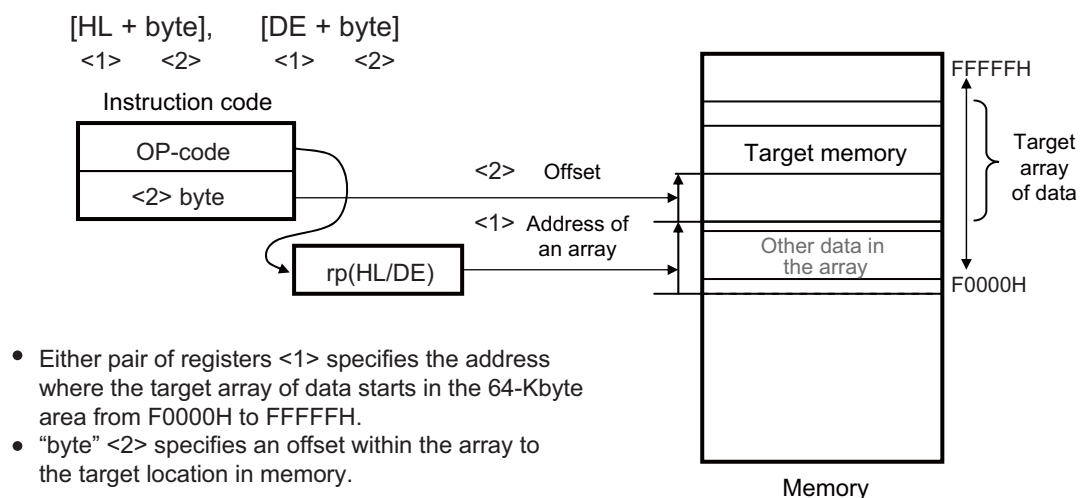 [HL + byte], [DE + byte]
<1> <2> <1> <2>
Instruction code
OP-code
<2> byte
<2> Offset
<1> Address of
an array
rp(HL/DE)
FFFFFH
Target memory
Target
array
of data
Other data in
the array
F0000H
Memory
• Either pair of registers <1> specifies the address
where the target array of data starts in the 64-Kbyte
area from F0000H to FFFFFH.
• “byte” <2> specifies an offset within the array to
the target location in memory.